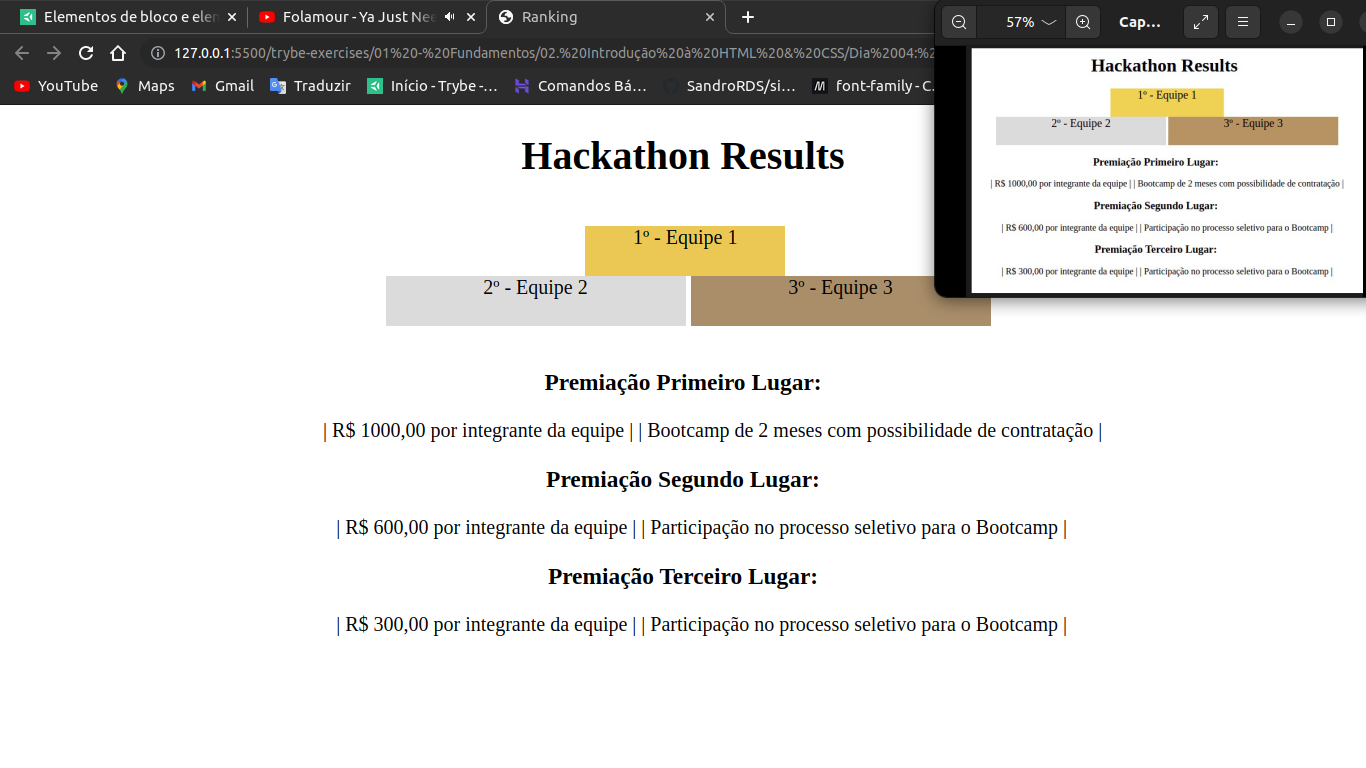 Elementos de bloco e elem
Folamour - Ya Just Nee
Ranking
127.0.0.1:5500/trybe-exercises/01%20-%20Fundamentos/02.%20Introdução%20à%20HTML%20&%20CSS/Dia%2004:%
YouTube
Maps
Gmail
Traduzir
Início - Trybe -...
Comandos Bá...
SandroRDS/si...
font-family - C...
Hackathon Results
1º - Equipe 1
2º - Equipe 2
3º - Equipe 3
Premiação Primeiro Lugar:
| R$ 1000,00 por integrante da equipe | | Bootcamp de 2 meses com possibilidade de contratação |
Premiação Segundo Lugar:
| R$ 600,00 por integrante da equipe | | Participação no processo seletivo para o Bootcamp |
Premiação Terceiro Lugar:
| R$ 300,00 por integrante da equipe | | Participação no processo seletivo para o Bootcamp |
57%
Cap...
Hackathon Results
1º - Equipe 1
2º - Equipe 2
3º - Equipe 3
Premiação Primeiro Lugar:
| R$ 1000,00 por integrante da equipe | | Bootcamp de 2 meses com possibilidade de contratação |
Premiação Segundo Lugar:
| R$ 600,00 por integrante da equipe | | Participação no processo seletivo para o Bootcamp |
Premiação Terceiro Lugar:
| R$ 300,00 por integrante da equipe | | Participação no processo seletivo para o Bootcamp |